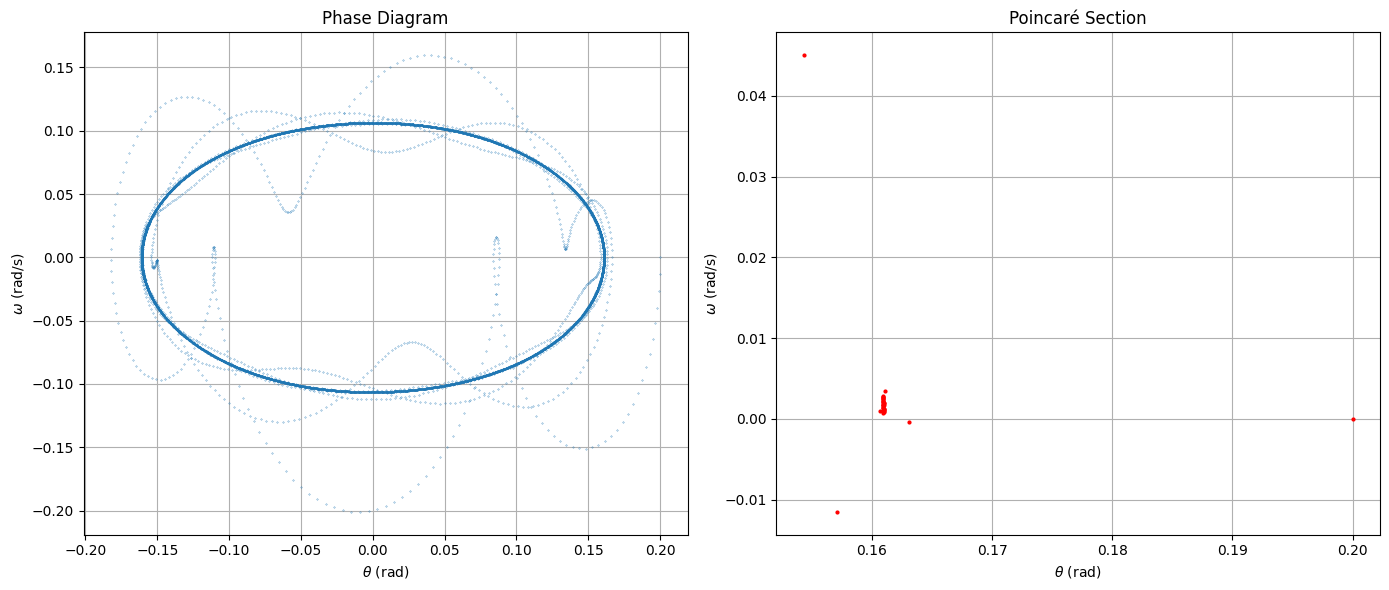 Phase Diagram
ω (rad/s)
0.15
0.10
0.05
0.00
−0.05
−0.10
−0.15
−0.20
−0.20 −0.15 −0.10 −0.05 0.00 0.05 0.10 0.15 0.20
θ (rad)
Poincaré Section
ω (rad/s)
0.04
0.03
0.02
0.01
0.00
−0.01
0.16 0.17 0.18 0.19 0.20
θ (rad)